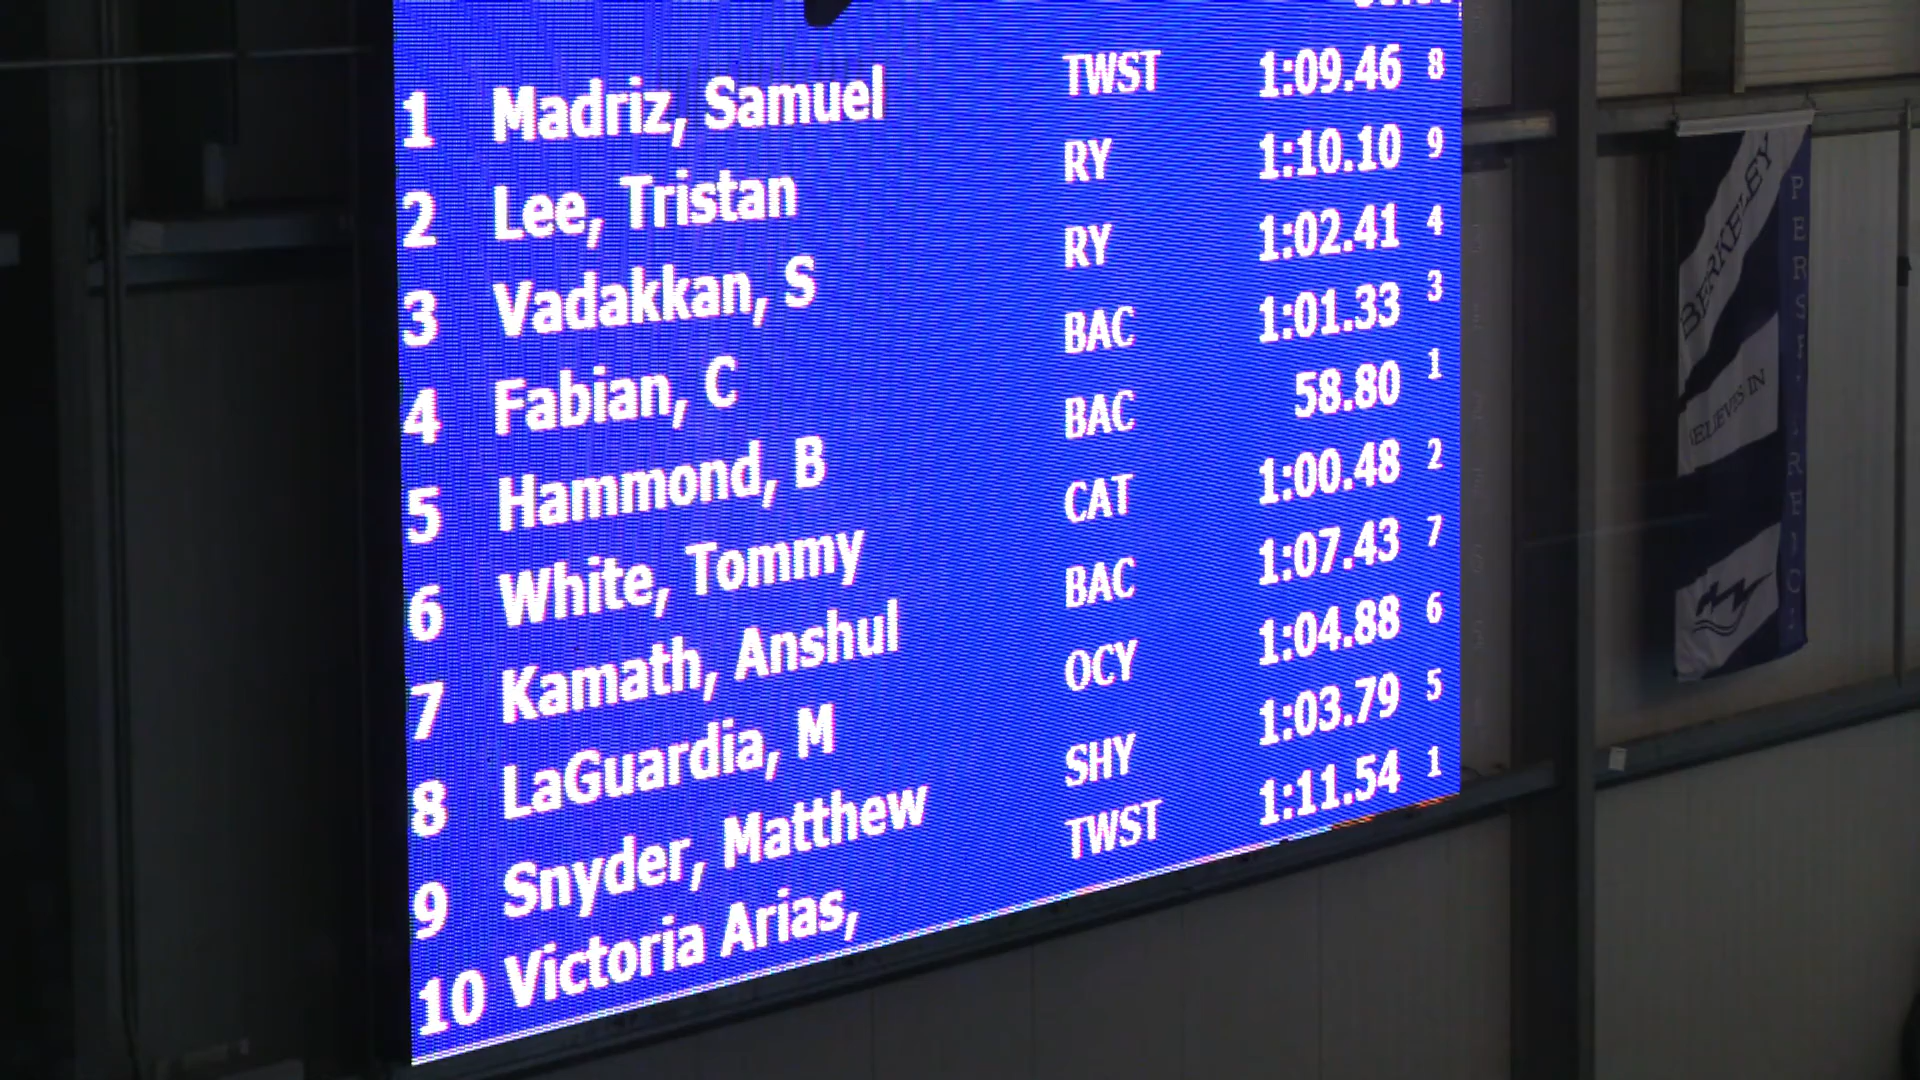 1 Madriz, Samuel TWST 1:09.46 8
2 Lee, Tristan RY 1:10.10 9
3 Vadakkan, S RY 1:02.41 4
4 Fabian, C BAC 1:01.33 3
5 Hammond, B BAC 58.80 1
6 White, Tommy CAT 1:00.48 2
7 Kamath, Anshul BAC 1:07.43 7
8 LaGuardia, M OCY 1:04.88 6
9 Snyder, Matthew SHY 1:03.79 5
10 Victoria Arias, TWST 1:11.54 1
BERKELEY
BELIEVES IN